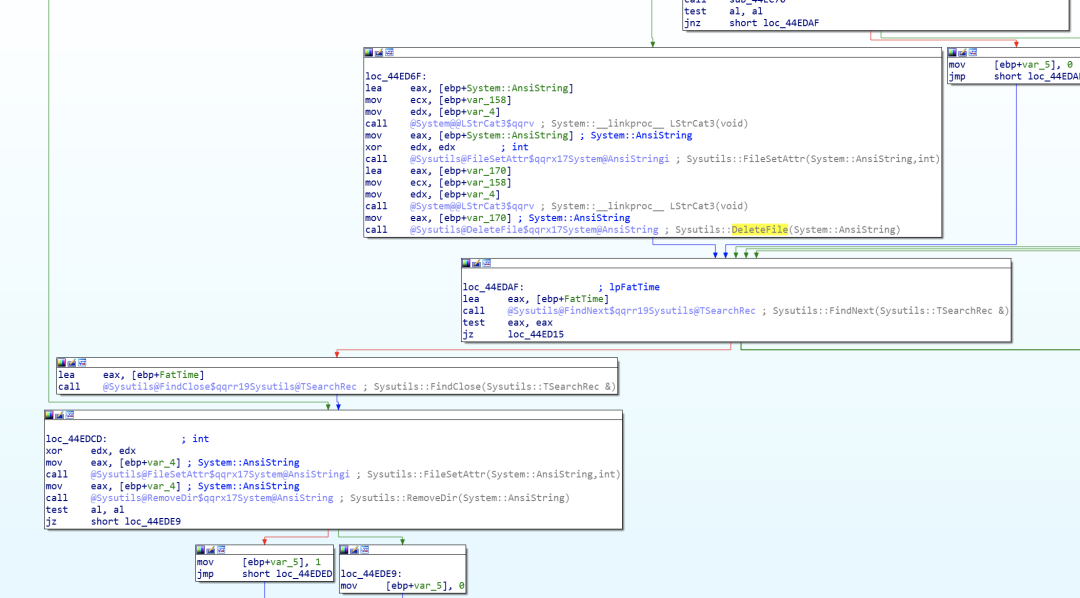 call    sub_44EC70
test    al, al
jnz     short loc_44EDAF
mov     [ebp+var_5], 0
jmp     short
loc_44ED6F:
lea     eax, [ebp+System::AnsiString]
mov     ecx, [ebp+var_158]
mov     edx, [ebp+var_4]
call    @System@@LStrCat3$qqrv ; System::__linkproc__ LStrCat3(void)
mov     eax, [ebp+System::AnsiString] ; System::AnsiString
xor     edx, edx        ; int
call    @Sysutils@FileSetAttr$qqrx17System@AnsiStringi ; Sysutils::FileSetAttr(System::AnsiString,int)
lea     eax, [ebp+var_170]
mov     ecx, [ebp+var_158]
mov     edx, [ebp+var_4]
call    @System@@LStrCat3$qqrv ; System::__linkproc__ LStrCat3(void)
mov     eax, [ebp+var_170] ; System::AnsiString
call    @Sysutils@DeleteFile$qqrx17System@AnsiString ; Sysutils::DeleteFile(System::AnsiString)
loc_44EDAF:             ; lpFatTime
lea     eax, [ebp+FatTime]
call    @Sysutils@FindNext$qqrr19Sysutils@TSearchRec ; Sysutils::FindNext(Sysutils::TSearchRec &)
test    eax, eax
jz      loc_44ED15
lea     eax, [ebp+FatTime]
call    @Sysutils@FindClose$qqrr19Sysutils@TSearchRec ; Sysutils::FindClose(Sysutils::TSearchRec &)
loc_44EDCD:             ; int
xor     edx, edx
mov     eax, [ebp+var_4] ; System::AnsiString
call    @Sysutils@FileSetAttr$qqrx17System@AnsiStringi ; Sysutils::FileSetAttr(System::AnsiString,int)
mov     eax, [ebp+var_4] ; System::AnsiString
call    @Sysutils@RemoveDir$qqrx17System@AnsiString ; Sysutils::RemoveDir(System::AnsiString)
test    al, al
jz      short loc_44EDE9
mov     [ebp+var_5], 1
jmp     short loc_44EDED
loc_44EDE9:
mov     [ebp+var_5], 0